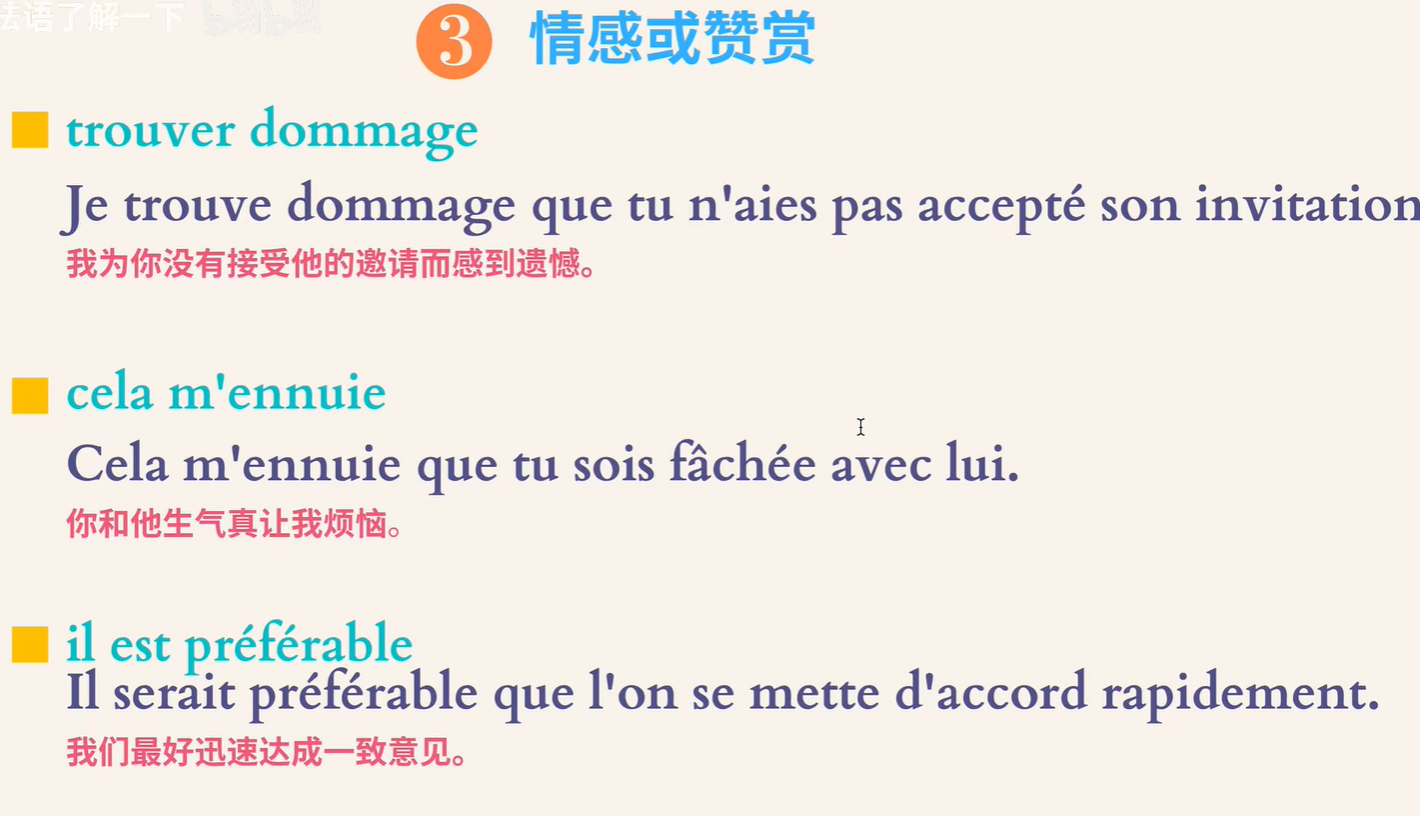 法语了解一下
3 情感或赞赏
trouver dommage
Je trouve dommage que tu n'aies pas accepté son invitation
我为你没有接受他的邀请而感到遗憾。
cela m'ennuie
Cela m'ennuie que tu sois fâchée avec lui.
你和他生气真让我烦恼。
il est préférable
Il serait préférable que l'on se mette d'accord rapidement.
我们最好迅速达成一致意见。